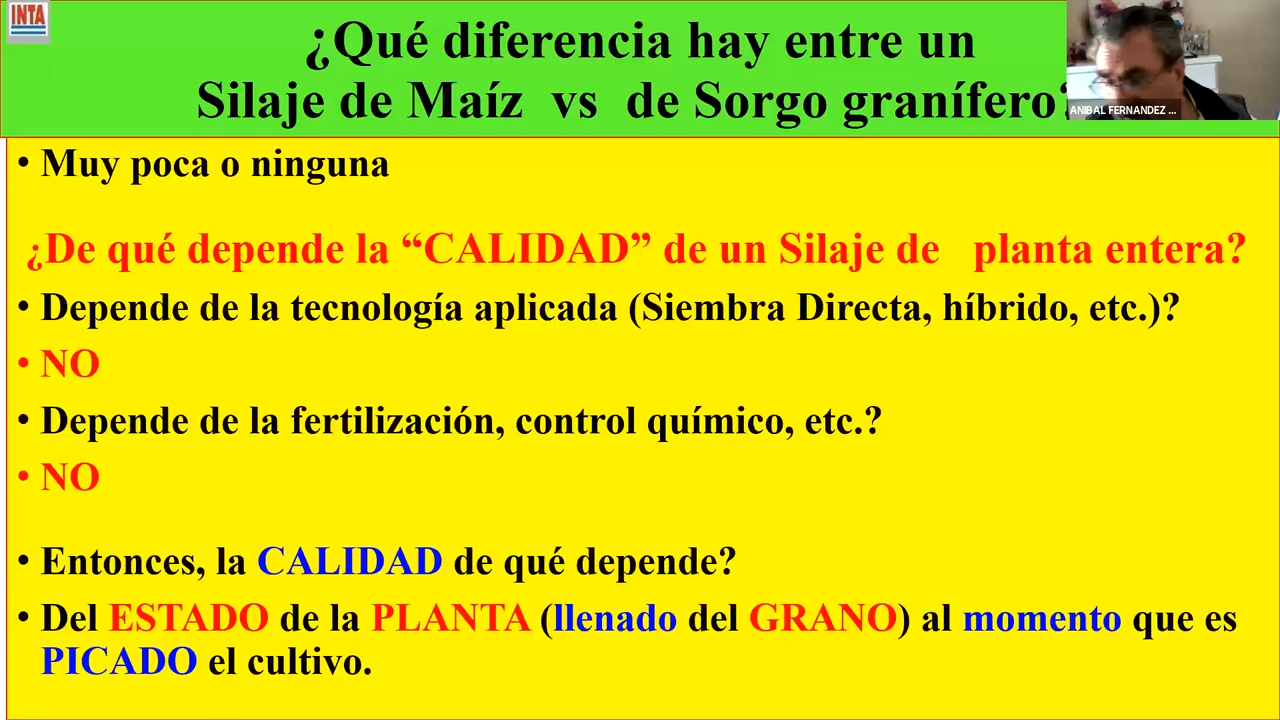 INTA
¿Qué diferencia hay entre un
Silaje de Maíz vs de Sorgo granífero?
ANIBAL FERNANDEZ ...
• Muy poca o ninguna
¿De qué depende la “CALIDAD” de un Silaje de planta entera?
• Depende de la tecnología aplicada (Siembra Directa, híbrido, etc.)?
• NO
• Depende de la fertilización, control químico, etc.?
• NO
• Entonces, la CALIDAD de qué depende?
• Del ESTADO de la PLANTA (llenado del GRANO) al momento que es
PICADO el cultivo.